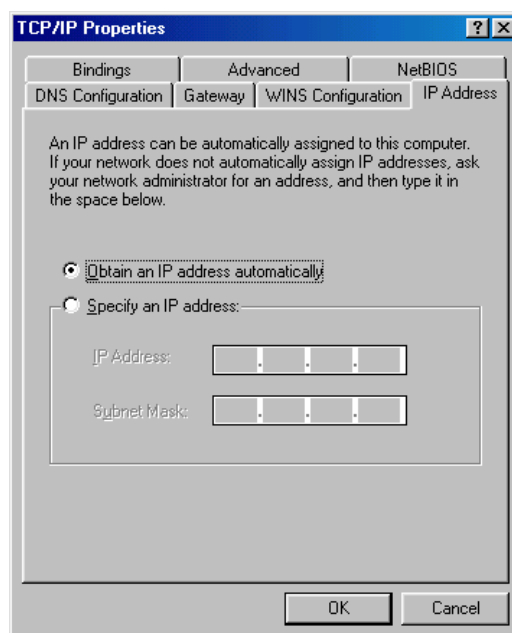 TCP/IP Properties
Bindings Advanced NetBIOS
DNS Configuration Gateway WINS Configuration IP Address
An IP address can be automatically assigned to this computer.
If your network does not automatically assign IP addresses, ask
your network administrator for an address, and then type it in
the space below.
Obtain an IP address automatically
Specify an IP address:
IP Address:
. . .
Subnet Mask:
. . .
OK Cancel